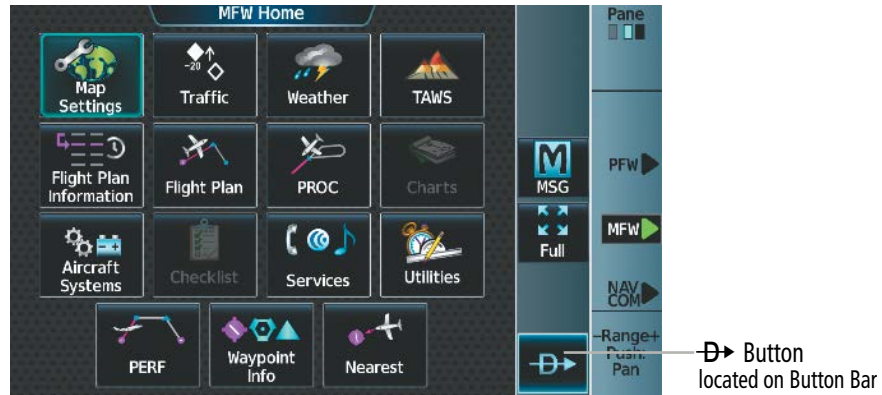 MFW Home
Pane
Map
Settings
-20
Traffic
Weather
TAWS
Flight Plan
Information
Flight Plan
PROC
Charts
MSG
PFW
Aircraft
Systems
Checklist
Services
Utilities
Full
MFW
NAV
COM
PERF
Waypoint
Info
Nearest
D
-Range+
Push:
Pan
D Button
located on Button Bar